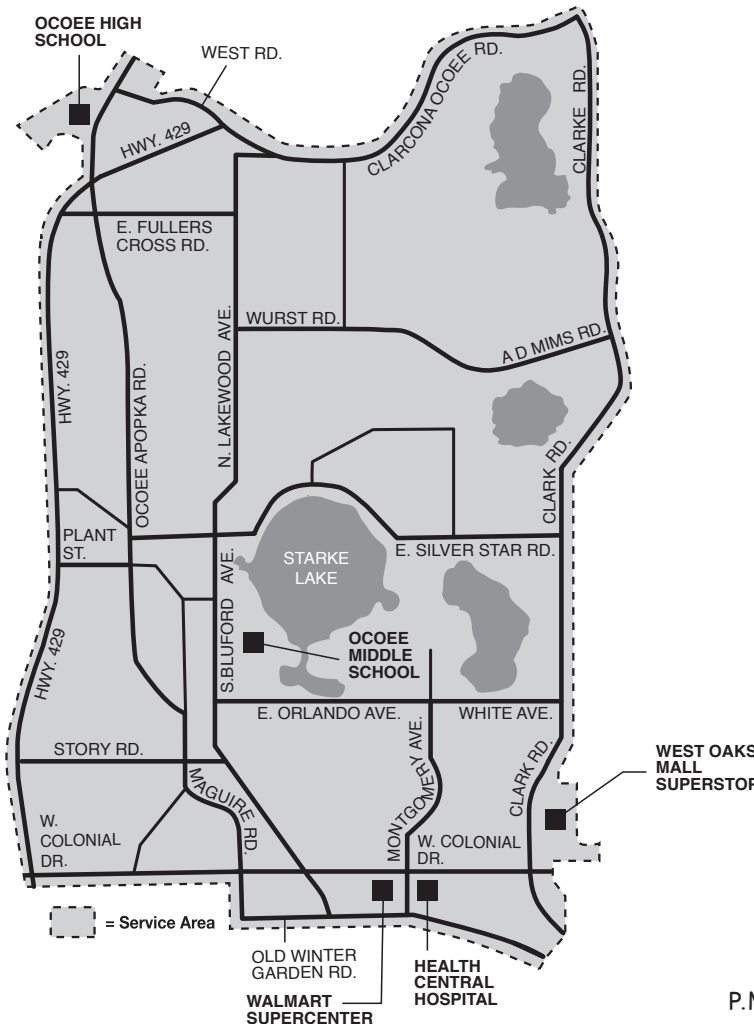 OCOEE HIGH
SCHOOL
WEST RD.
CLARCONA OCOEE RD.
CLARKE RD.
HWY. 429
E. FULLERS
CROSS RD.
WURST RD.
A D MIMS RD.
N. LAKEWOOD AVE.
HWY. 429
OCOEE APOPKA RD.
CLARK RD.
PLANT
ST.
STARKE
LAKE
E. SILVER STAR RD.
S.BLUFORD AVE.
OCOEE
MIDDLE
SCHOOL
HWY. 429
E. ORLANDO AVE.
WHITE AVE.
STORY RD.
MAGUIRE RD.
MONTGOMERY AVE.
CLARK RD.
WEST OAKS
MALL
SUPERSTOR
W.
COLONIAL
DR.
W. COLONIAL
DR.
= Service Area
OLD WINTER
GARDEN RD.
WALMART
SUPERCENTER
HEALTH
CENTRAL
HOSPITAL
P.M